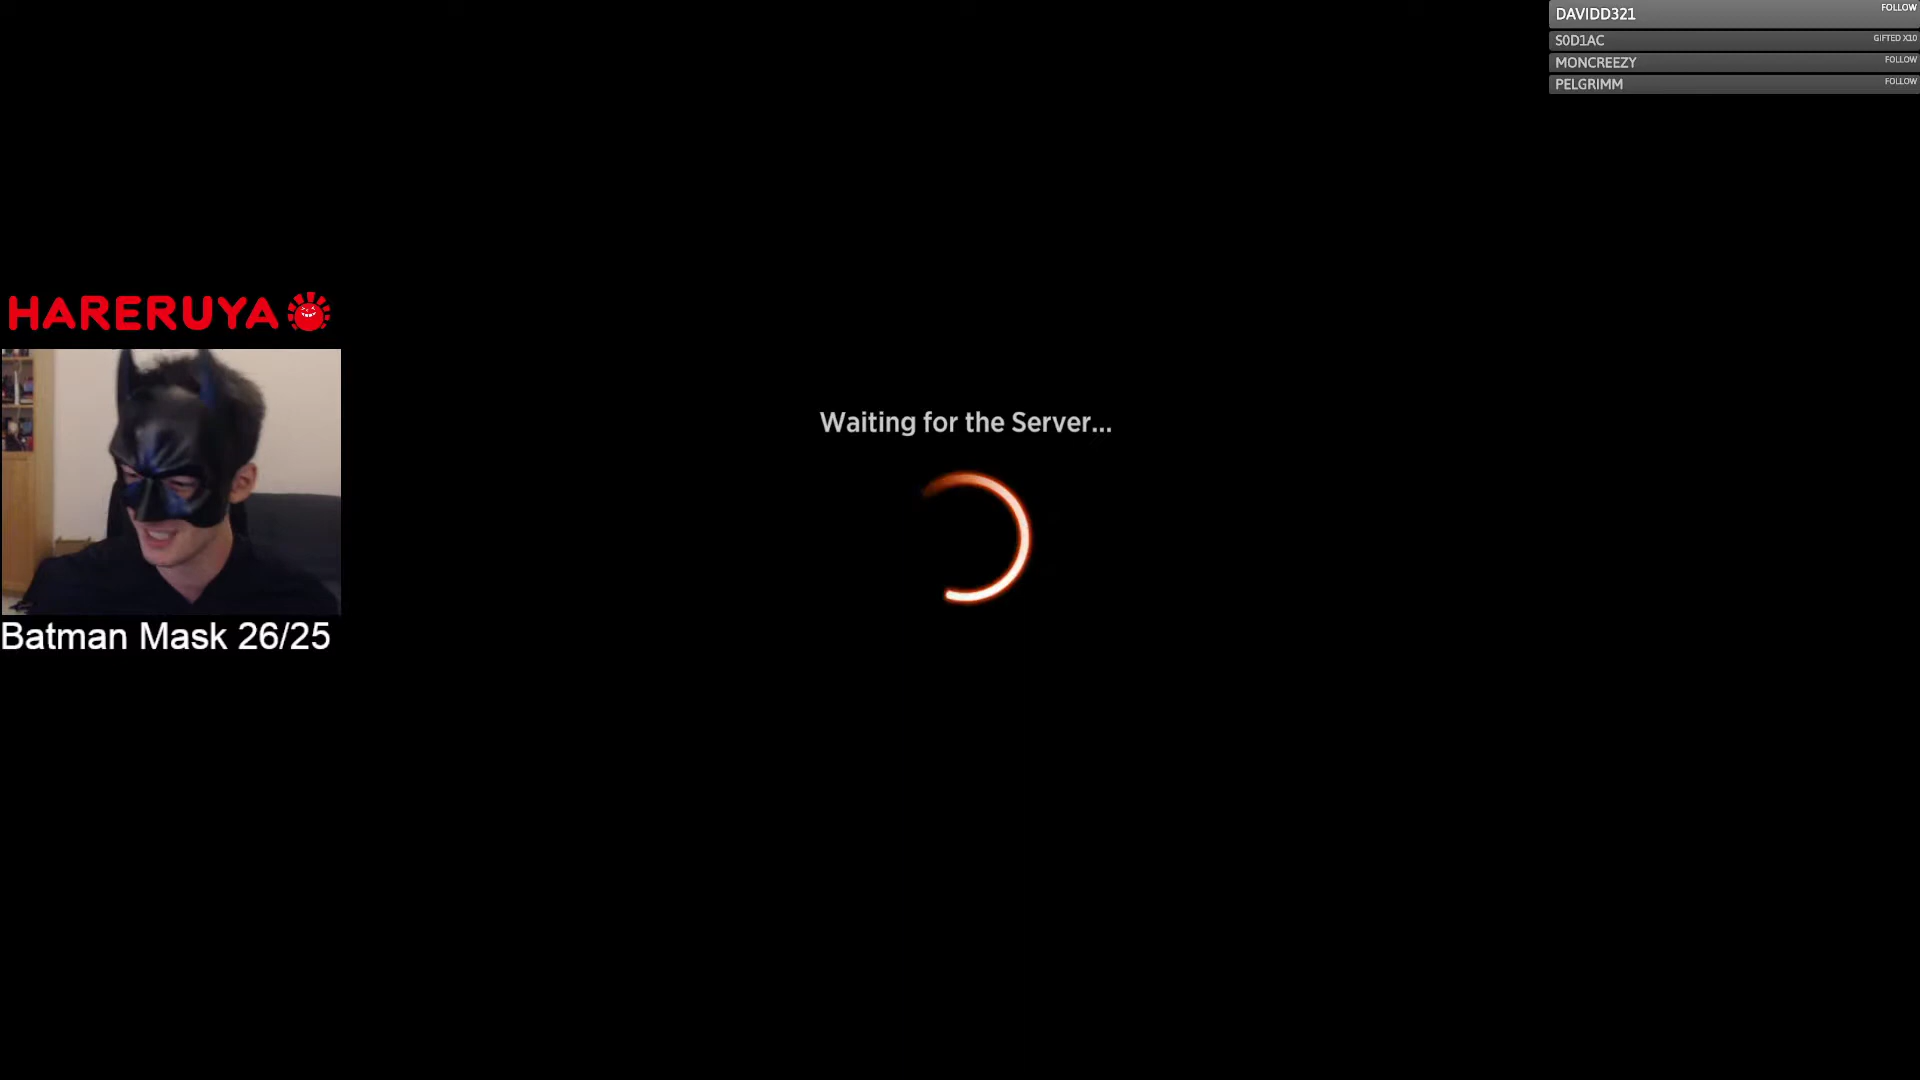 DAVIDD321 FOLLOW
S0D1AC GIFTED X10
MONCREEZY FOLLOW
PELGRIMM FOLLOW
HARERUYA
Waiting for the Server...
Batman Mask 26/25